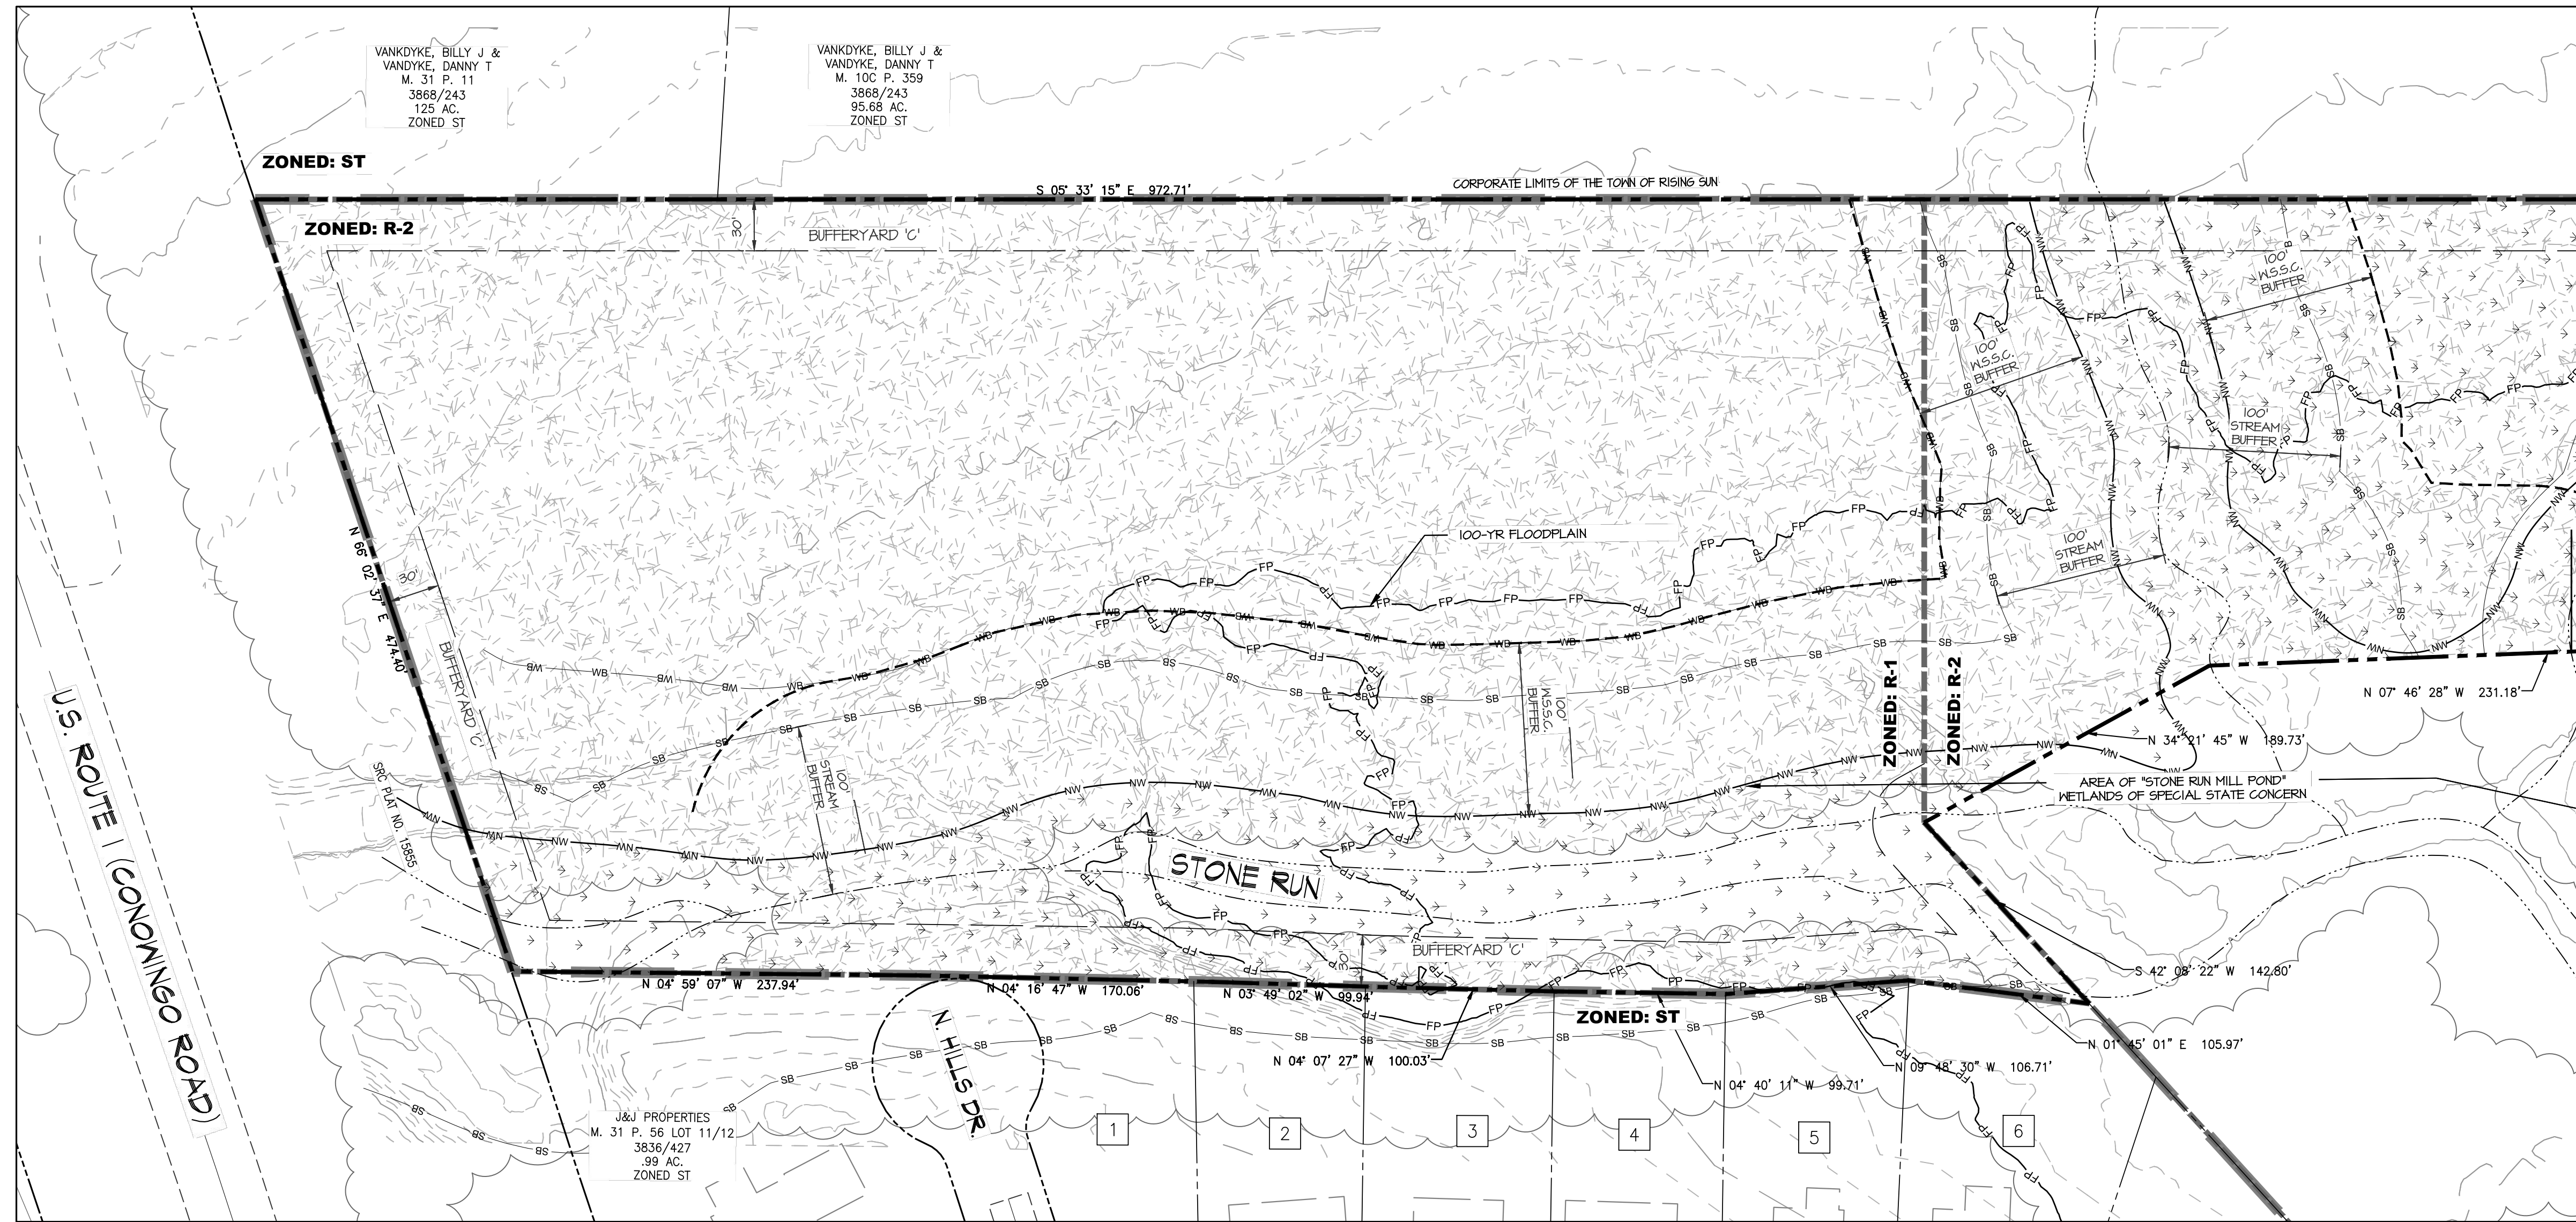 VANKDYKE, BILLY J &
VANDYKE, DANNY T
M. 31 P. 11
3868/243
125 AC.
ZONED ST
VANKDYKE, BILLY J &
VANDYKE, DANNY T
M. 10C P. 359
3868/243
95.68 AC.
ZONED ST
ZONED: ST
S 05° 33' 15" E 972.71'
CORPORATE LIMITS OF THE TOWN OF RISING SUN
ZONED: R-2
30'
BUFFERYARD 'C'
100'
W.S.S.C.
BUFFER
100'
W.S.S.C.
BUFFER
100'
STREAM
BUFFER
100-YR FLOODPLAIN
100'
STREAM
BUFFER
N 66° 02' 37" E 474.40'
30'
BUFFERYARD 'C'
100'
W.S.S.C.
BUFFER
ZONED: R-1
ZONED: R-2
N 07° 46' 28" W 231.18'
N 34° 21' 45" W 189.73'
AREA OF "STONE RUN MILL POND"
WETLANDS OF SPECIAL STATE CONCERN
100'
STREAM
BUFFER
SRC PLAT NO. 15855
STONE RUN
U.S. ROUTE 1 (CONOWINGO ROAD)
BUFFERYARD 'C'
30'
S 42° 08' 22" W 142.80'
N 04° 59' 07" W 237.94'
N 04° 16' 47" W 170.06'
N 03° 49' 02" W 99.94'
ZONED: ST
N. HILLS DR.
N 04° 07' 27" W 100.03'
N 04° 40' 11" W 99.71'
N 09° 48' 30" W 106.71'
N 01° 45' 01" E 105.97'
J&J PROPERTIES
M. 31 P. 56 LOT 11/12
3836/427
.99 AC.
ZONED ST
1
2
3
4
5
6
FP
NW
WB
SB